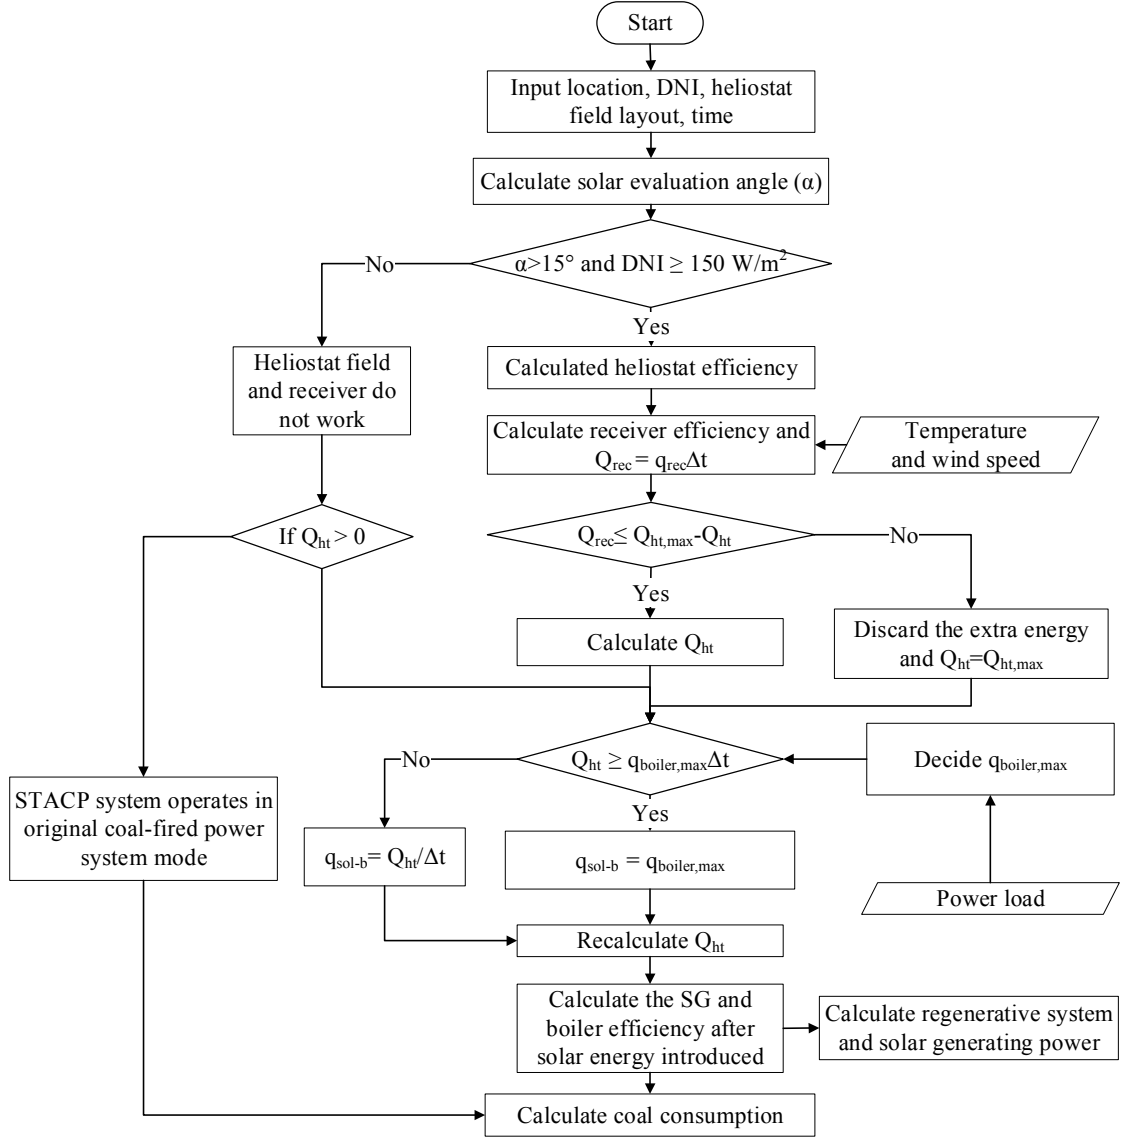 Start
Input location, DNI, heliostat
field layout, time
Calculate solar evaluation angle (α)
α>15° and DNI ≥ 150 W/m²
No
Yes
Heliostat field
and receiver do
not work
Calculated heliostat efficiency
Calculate receiver efficiency and
Qrec = qrecΔt
Temperature
and wind speed
If Qht > 0
Qrec≤ Qht,max-Qht
No
Yes
Calculate Qht
Discard the extra energy
and Qht=Qht,max
Qht ≥ qboiler,maxΔt
No
Decide qboiler,max
Yes
STACP system operates in
original coal-fired power
system mode
qsol-b= Qht/Δt
qsol-b = qboiler,max
Power load
Recalculate Qht
Calculate the SG and
boiler efficiency after
solar energy introduced
Calculate regenerative system
and solar generating power
Calculate coal consumption